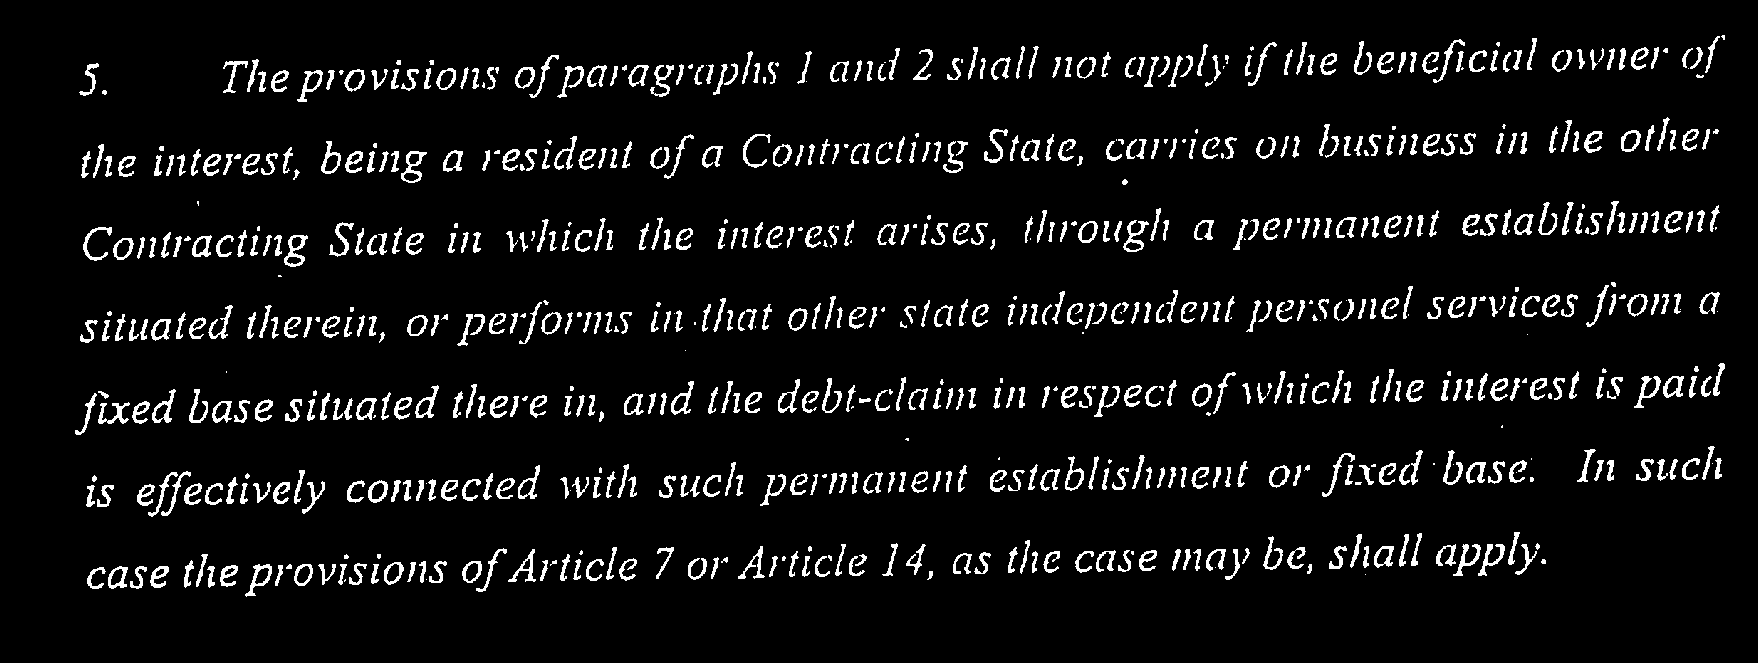 5. The provisions of paragraphs 1 and 2 shall not apply if the beneficial owner of
the interest, being a resident of a Contracting State, carries on business in the other
Contracting State in which the interest arises, through a permanent establishment
situated therein, or performs in that other state independent personel services from a
fixed base situated there in, and the debt-claim in respect of which the interest is paid
is effectively connected with such permanent establishment or fixed base. In such
case the provisions of Article 7 or Article 14, as the case may be, shall apply.